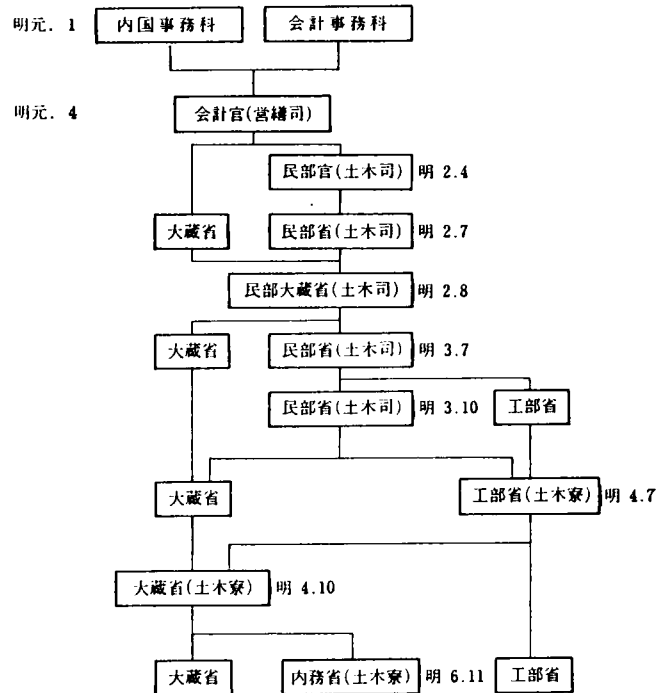 明元. 1 内国事務科 会計事務科
明元. 4 会計官(営繕司)
民部官(土木司) 明 2.4
大蔵省 民部省(土木司) 明 2.7
民部大蔵省(土木司) 明 2.8
大蔵省 民部省(土木司) 明 3.7
民部省(土木司) 明 3.10 工部省
大蔵省 工部省(土木寮) 明 4.7
大蔵省(土木寮) 明 4.10
大蔵省 内務省(土木寮) 明 6.11 工部省